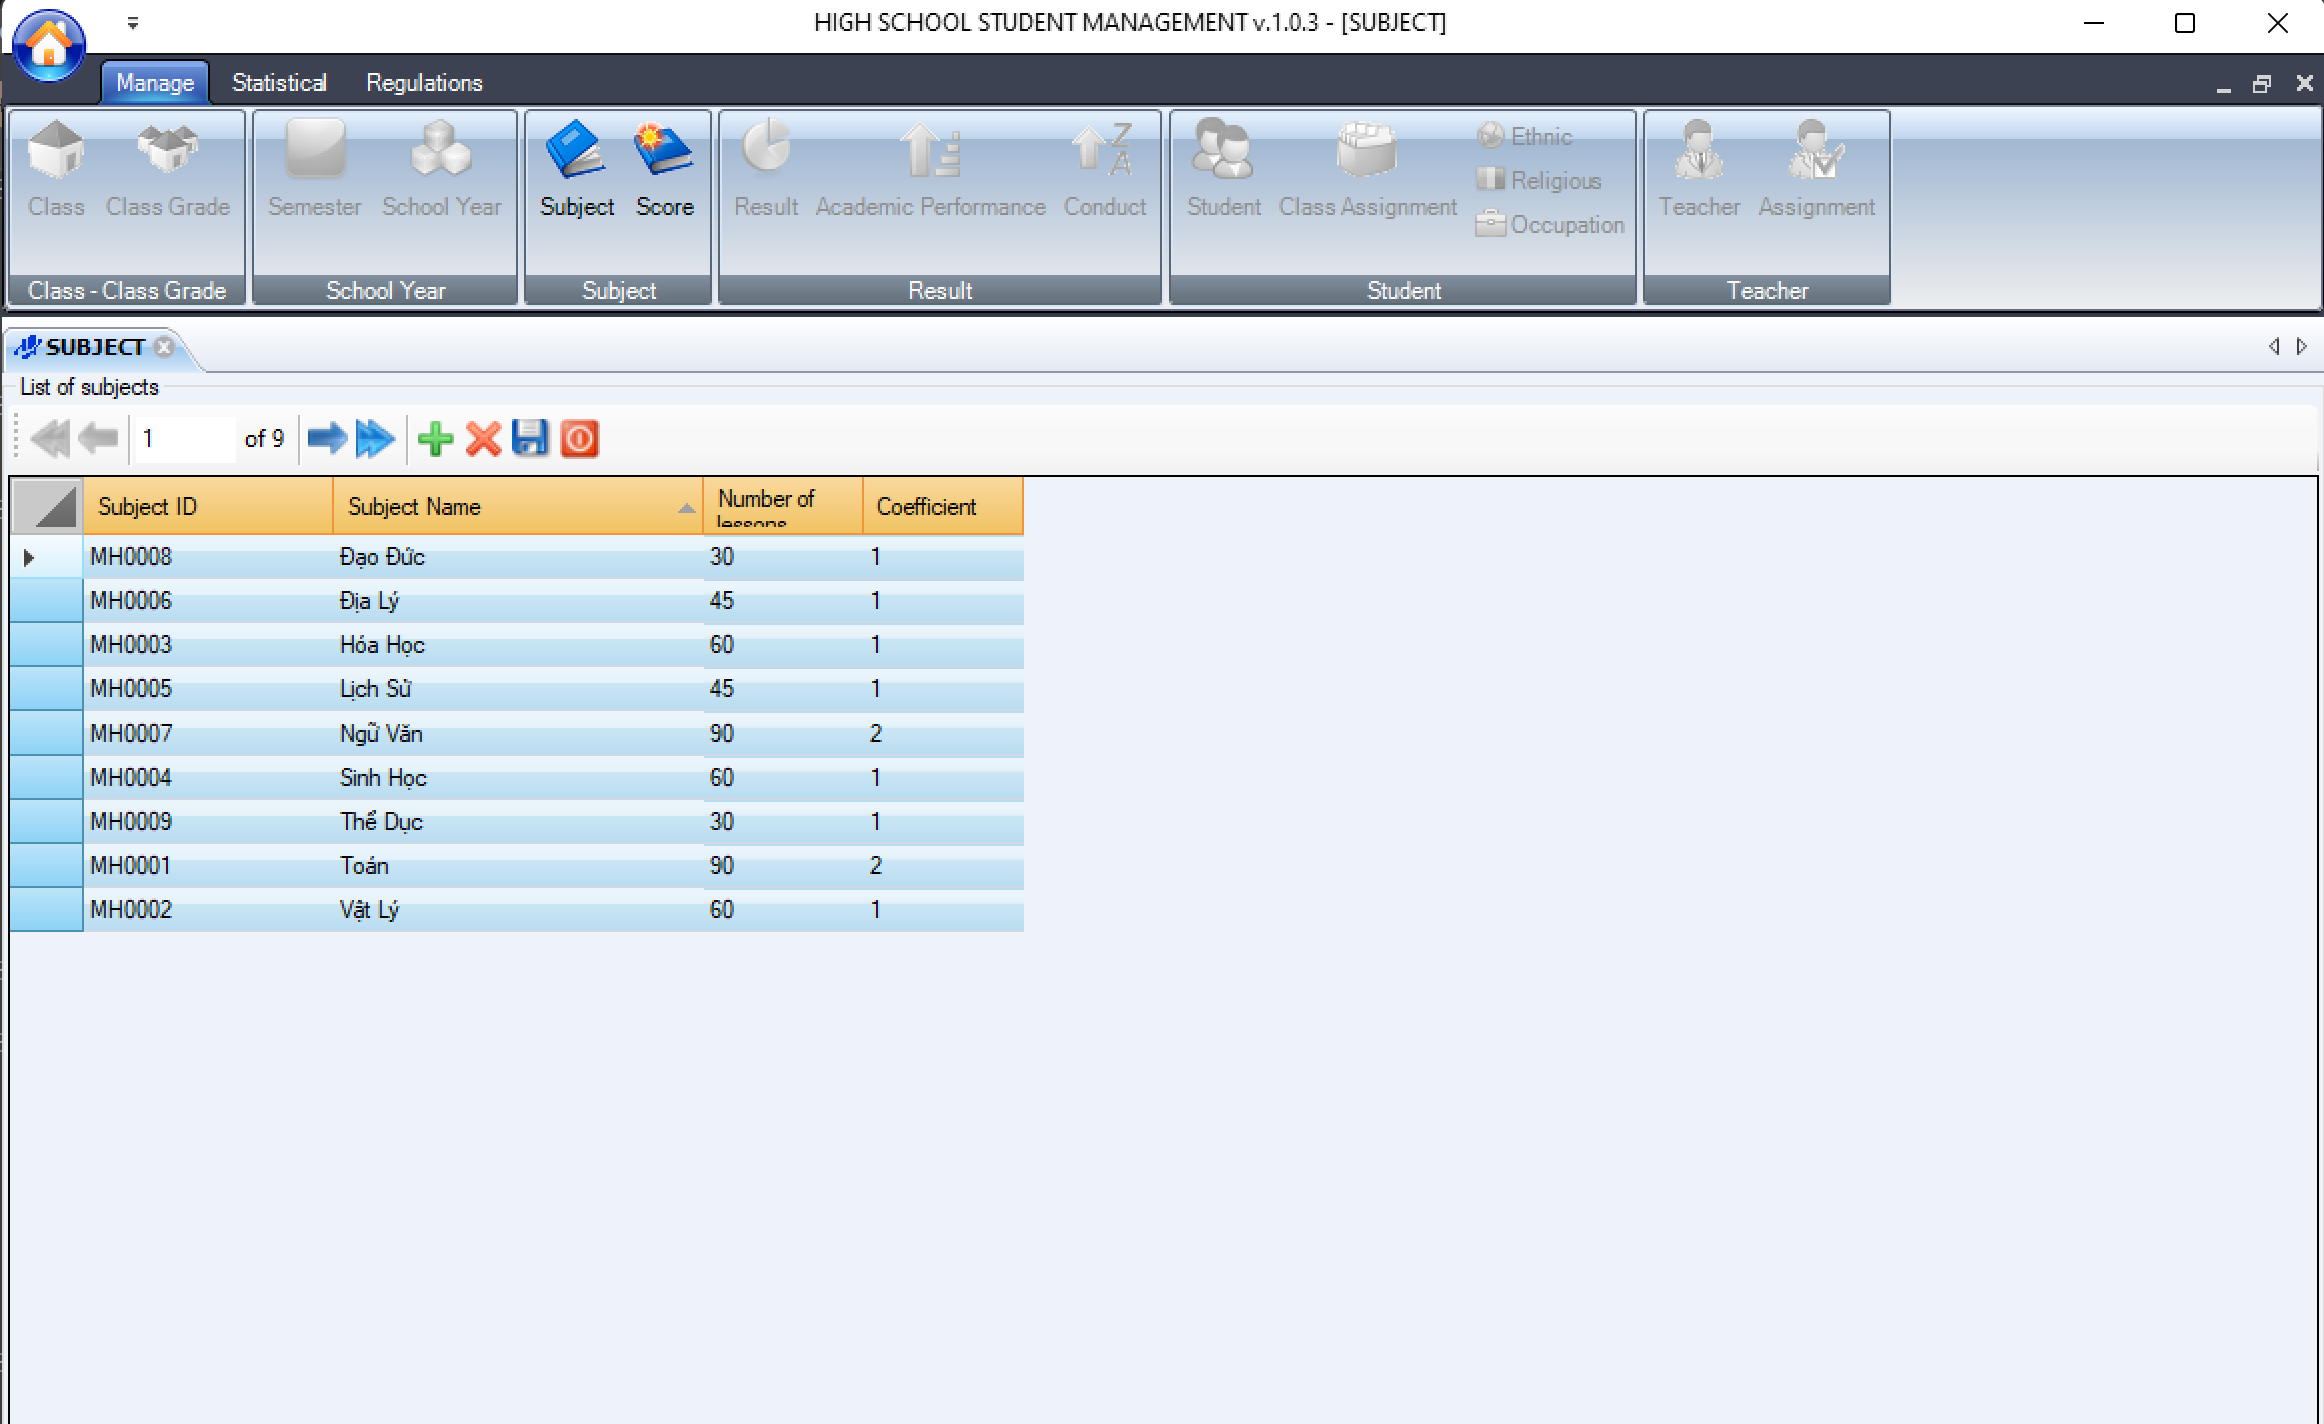 HIGH SCHOOL STUDENT MANAGEMENT v.1.0.3 - [SUBJECT]
Manage Statistical Regulations
Class Class Grade Semester School Year Subject Score Result Academic Performance Conduct Student Class Assignment Ethnic Religious Occupation Teacher Assignment
Class - Class Grade School Year Subject Result Student Teacher
SUBJECT
List of subjects
1 of 9
Subject ID Subject Name Number of lessons Coefficient
MH0008 Đạo Đức 30 1
MH0006 Địa Lý 45 1
MH0003 Hóa Học 60 1
MH0005 Lịch Sử 45 1
MH0007 Ngữ Văn 90 2
MH0004 Sinh Học 60 1
MH0009 Thể Dục 30 1
MH0001 Toán 90 2
MH0002 Vật Lý 60 1